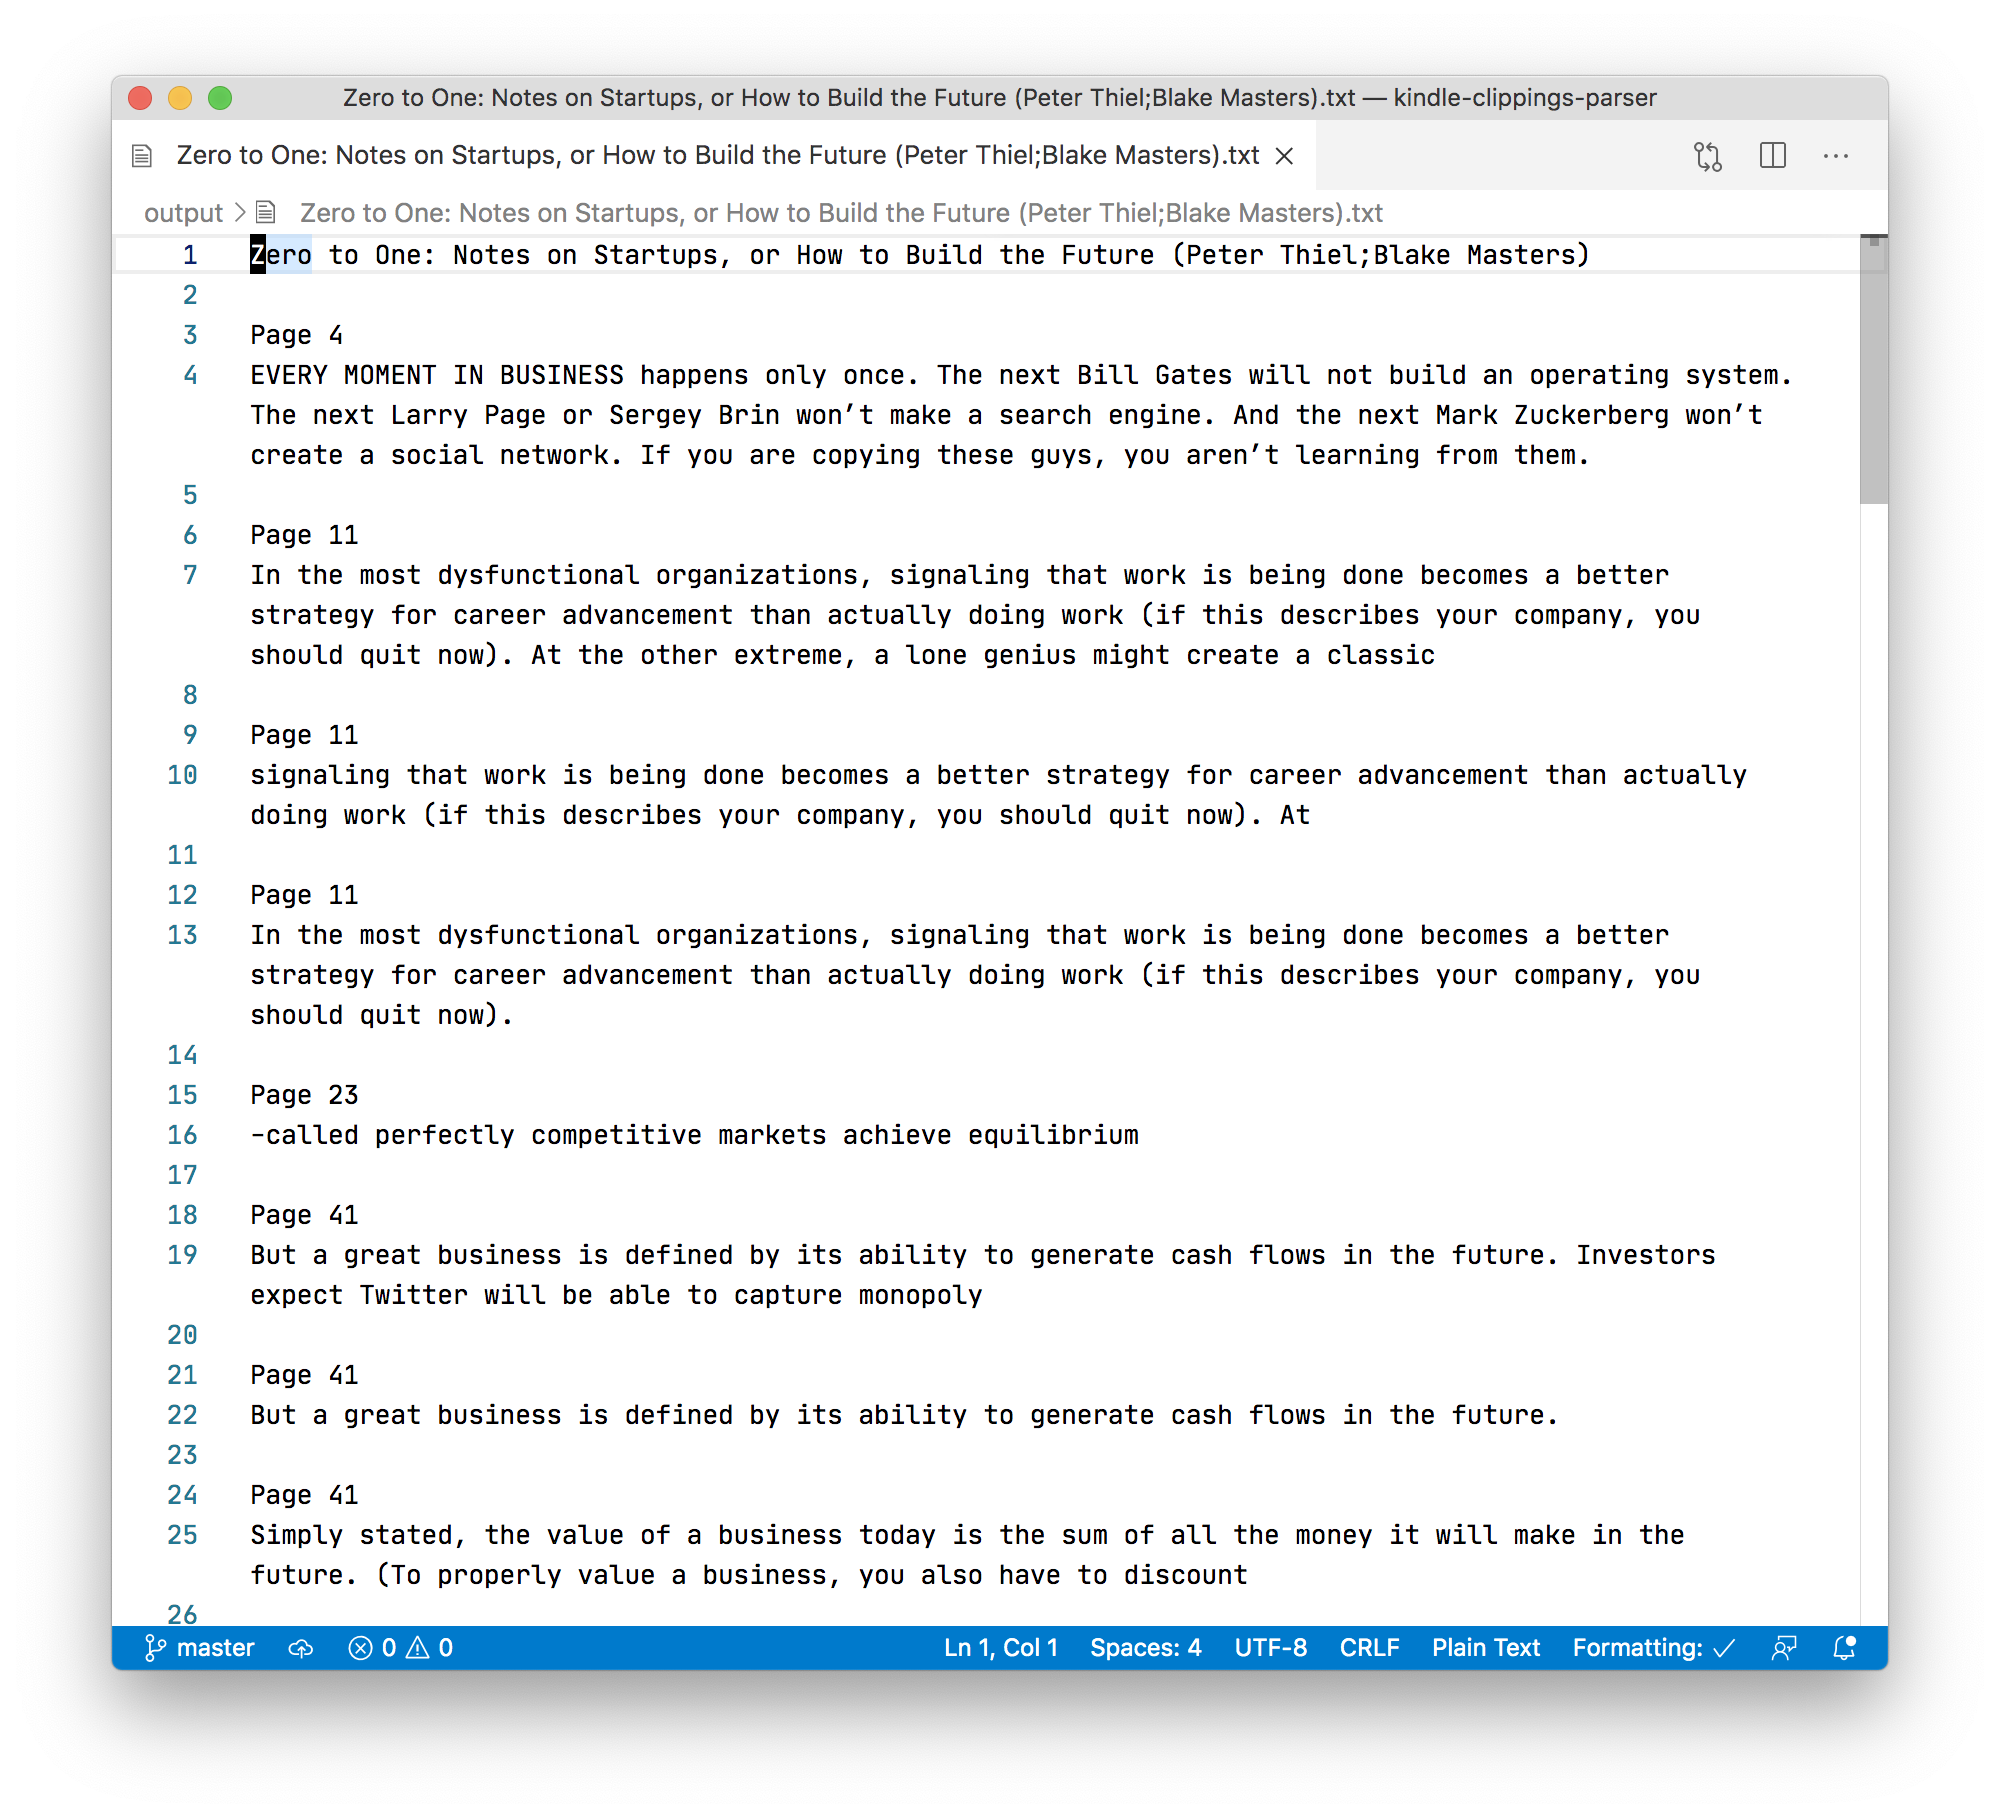 Zero to One: Notes on Startups, or How to Build the Future (Peter Thiel;Blake Masters).txt — kindle-clippings-parser
Zero to One: Notes on Startups, or How to Build the Future (Peter Thiel;Blake Masters).txt
output > Zero to One: Notes on Startups, or How to Build the Future (Peter Thiel;Blake Masters).txt
1 Zero to One: Notes on Startups, or How to Build the Future (Peter Thiel;Blake Masters)
2
3 Page 4
4 EVERY MOMENT IN BUSINESS happens only once. The next Bill Gates will not build an operating system.
The next Larry Page or Sergey Brin won’t make a search engine. And the next Mark Zuckerberg won’t
create a social network. If you are copying these guys, you aren’t learning from them.
5
6 Page 11
7 In the most dysfunctional organizations, signaling that work is being done becomes a better
strategy for career advancement than actually doing work (if this describes your company, you
should quit now). At the other extreme, a lone genius might create a classic
8
9 Page 11
10 signaling that work is being done becomes a better strategy for career advancement than actually
doing work (if this describes your company, you should quit now). At
11
12 Page 11
13 In the most dysfunctional organizations, signaling that work is being done becomes a better
strategy for career advancement than actually doing work (if this describes your company, you
should quit now).
14
15 Page 23
16 -called perfectly competitive markets achieve equilibrium
17
18 Page 41
19 But a great business is defined by its ability to generate cash flows in the future. Investors
expect Twitter will be able to capture monopoly
20
21 Page 41
22 But a great business is defined by its ability to generate cash flows in the future.
23
24 Page 41
25 Simply stated, the value of a business today is the sum of all the money it will make in the
future. (To properly value a business, you also have to discount
26
master 0 0 Ln 1, Col 1 Spaces: 4 UTF-8 CRLF Plain Text Formatting: ✓